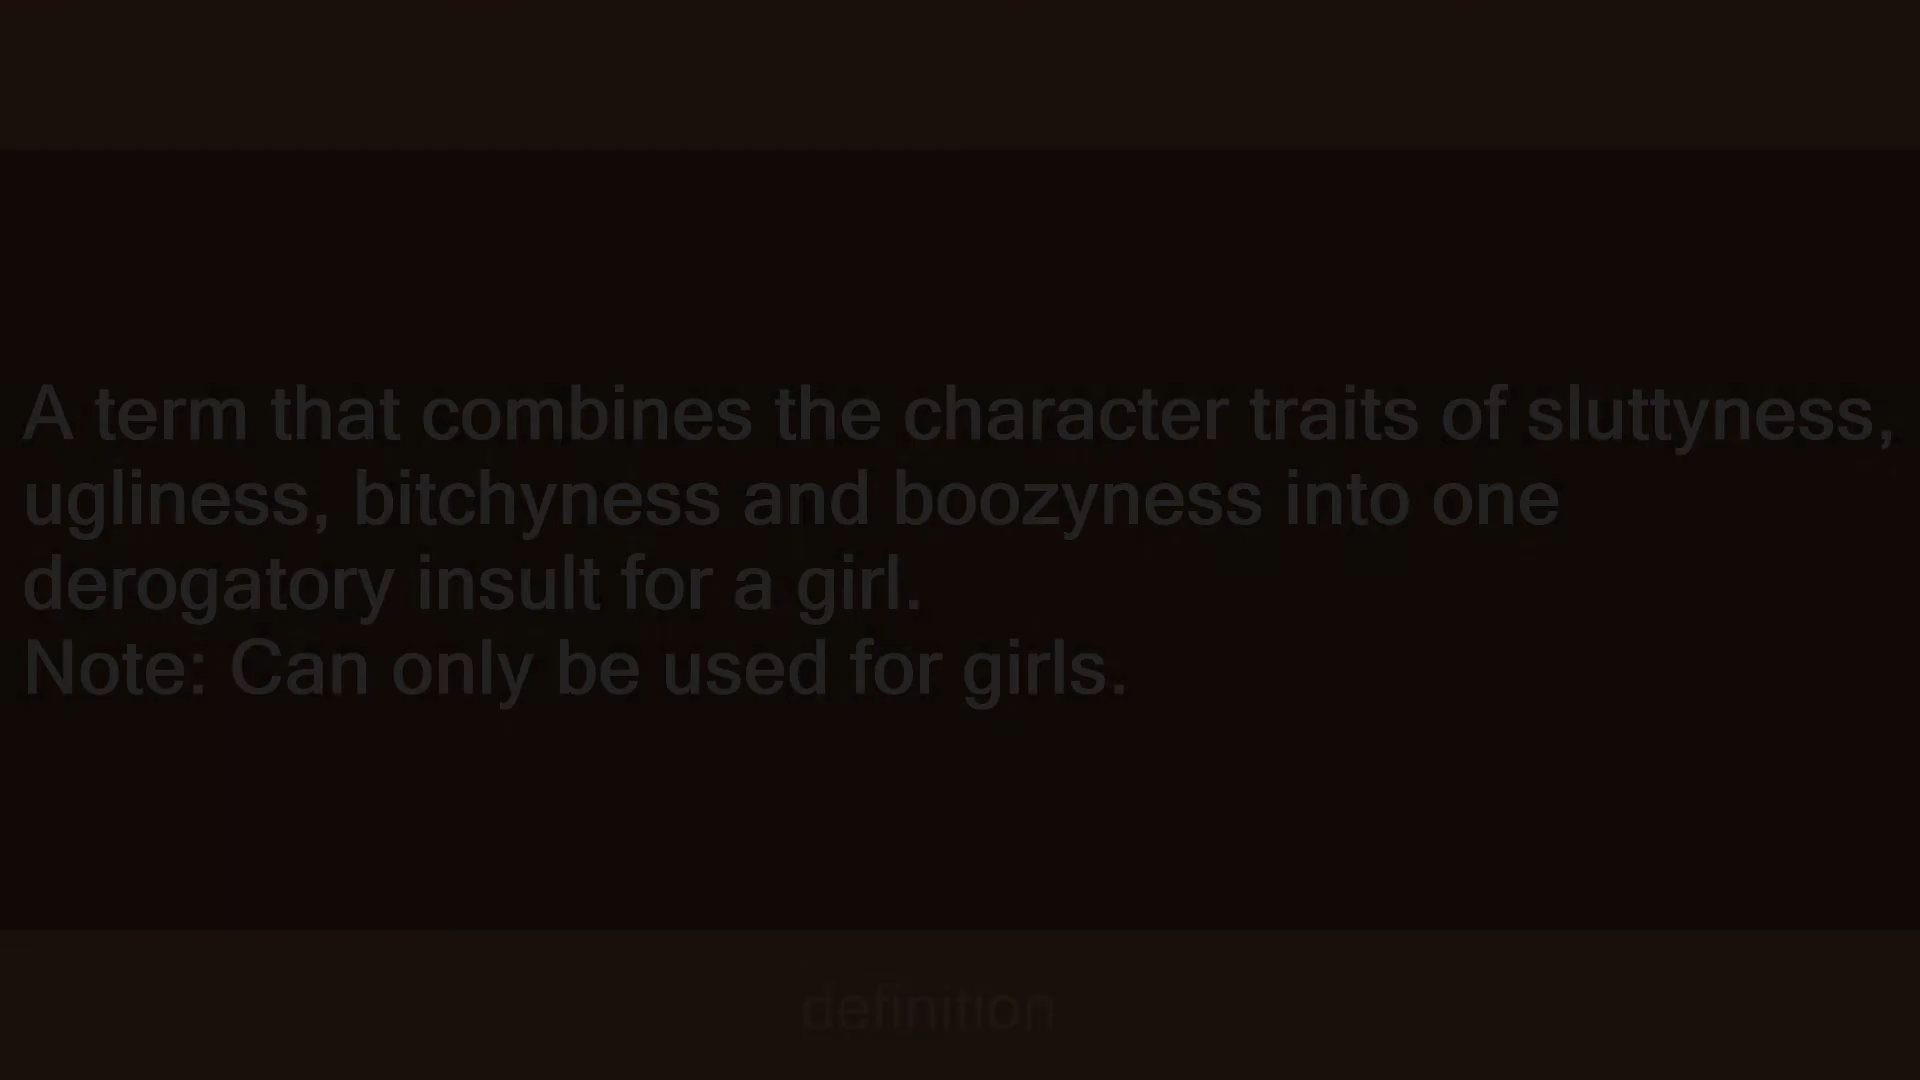 A term that combines the character traits of sluttyness,
ugliness, bitchyness and boozyness into one
derogatory insult for a girl.
Note: Can only be used for girls.
definition